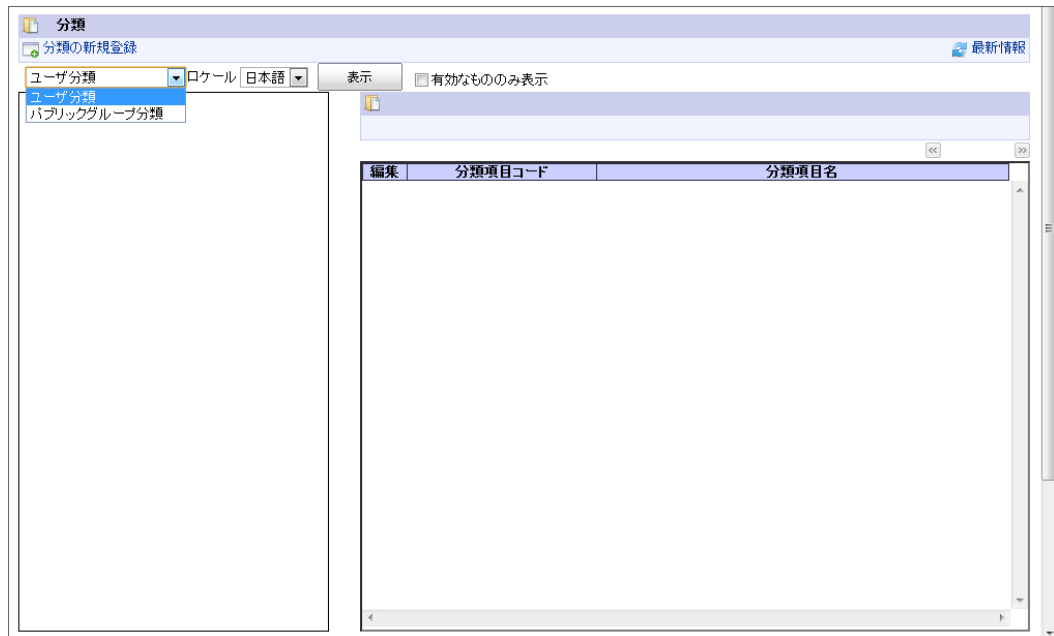 分類
分類の新規登録 最新情報
ユーザ分類 ロケール 日本語 表示 有効なもののみ表示
ユーザ分類
パブリックグループ分類
編集 分類項目コード 分類項目名